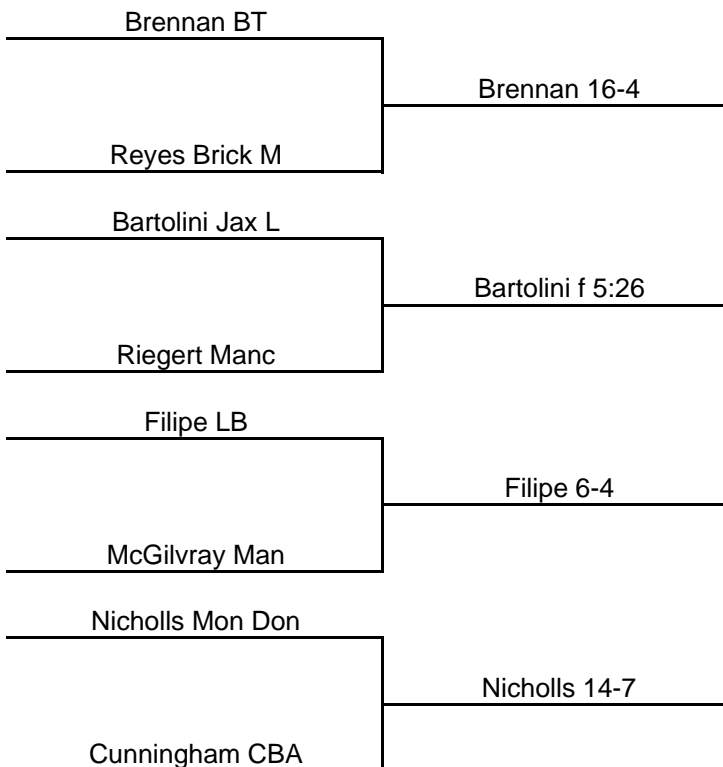 Brennan BT
Brennan 16-4
Reyes Brick M
Bartolini Jax L
Bartolini f 5:26
Riegert Manc
Filipe LB
Filipe 6-4
McGilvray Man
Nicholls Mon Don
Nicholls 14-7
Cunningham CBA